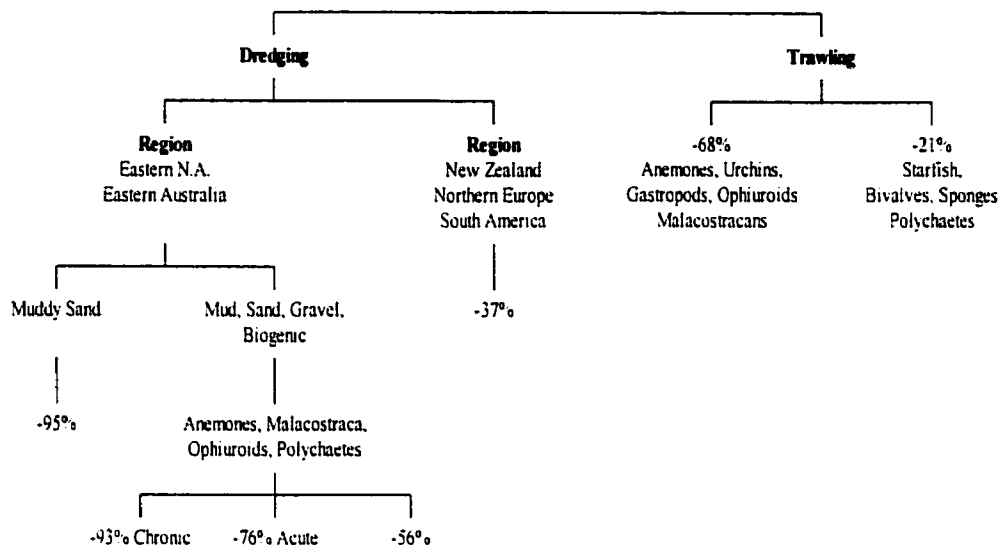 Dredging
Trawling
Region
Eastern N.A.
Eastern Australia
Region
New Zealand
Northern Europe
South America
-68%
Anemones, Urchins,
Gastropods, Ophiuroids
Malacostracans
-21%
Starfish,
Bivalves, Sponges
Polychaetes
Muddy Sand
Mud, Sand, Gravel,
Biogenic
-37%
-95%
Anemones, Malacostraca,
Ophiuroids, Polychaetes
-93% Chronic
-76% Acute
-56%